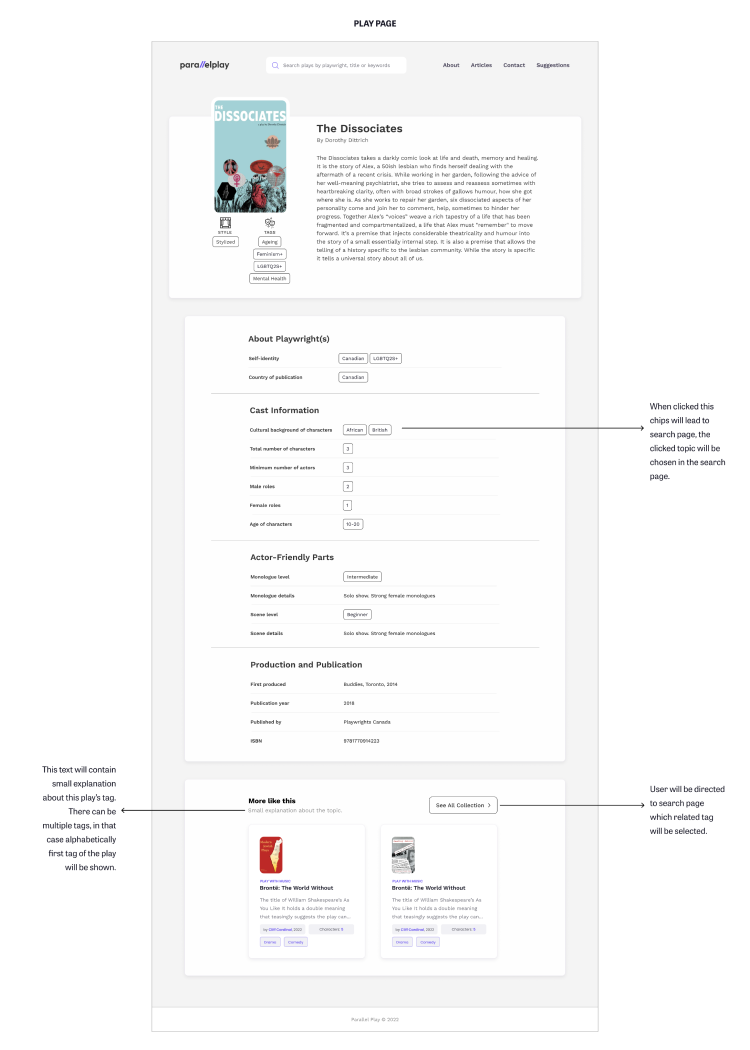 PLAY PAGE
para//elplay
Search plays by playwright, title or keywords
About Articles Contact Suggestions
THE
DISSOCIATES
The Dissociates
By Dorothy Dittrich
The Dissociates takes a darkly comic look at life and death, memory and healing.
It is the story of Alex, a 50ish lesbian who finds herself dealing with the
aftermath of a recent crisis. While working in her garden, following the advice of
her well-meaning psychiatrist, she tries to assess and reassess sometimes with
heartbreaking clarity, often with broad strokes of gallows humour, how she got
where she is. As she works to repair her garden, six dissociated aspects of her
personality come and join her to comment, help, sometimes to hinder her
progress. Together Alex's "voices" weave a rich tapestry of a life that has been
fragmented and compartmentalized, a life that Alex must "remember" to move
forward. It's a premise that injects considerable theatricality and humour into
the story of a small essentially internal step. It is also a premise that allows the
telling of a history specific to the lesbian community. While the story is specific
it tells a universal story about all of us.
STYLE
Stylized
TAGS
Ageing
Feminism+
LGBTQ2S+
Mental Health
About Playwright(s)
Self-identity Canadian LGBTQ2S+
Country of publication Canadian
Cast Information
Cultural background of characters African British
Total number of characters 3
Minimum number of actors 3
Male roles 2
Female roles 1
Age of characters 10-20
When clicked this
chips will lead to
search page, the
clicked topic will be
chosen in the search
page.
Actor-Friendly Parts
Monologue level Intermediate
Monologue details Solo show. Strong female monologues
Scene level Beginner
Scene details Solo show. Strong female monologues
Production and Publication
First produced Buddies, Toronto, 2014
Publication year 2018
Published by Playwrights Canada
ISBN 9781770914223
This text will contain
small explanation
about this play's tag.
There can be
multiple tags, in that
case alphabetically
first tag of the play
will be shown.
More like this
Small explanation about the topic.
See All Collection >
User will be directed
to search page
which related tag
will be selected.
PLAY WITH MUSIC
Brontë: The World Without
The title of William Shakespeare's As
You Like It holds a double meaning
that teasingly suggests the play can...
by Cliff Cardinal, 2022 Characters: 5
Drama Comedy
PLAY WITH MUSIC
Brontë: The World Without
The title of William Shakespeare's As
You Like It holds a double meaning
that teasingly suggests the play can...
by Cliff Cardinal, 2022 Characters: 5
Drama Comedy
Parallel Play © 2023